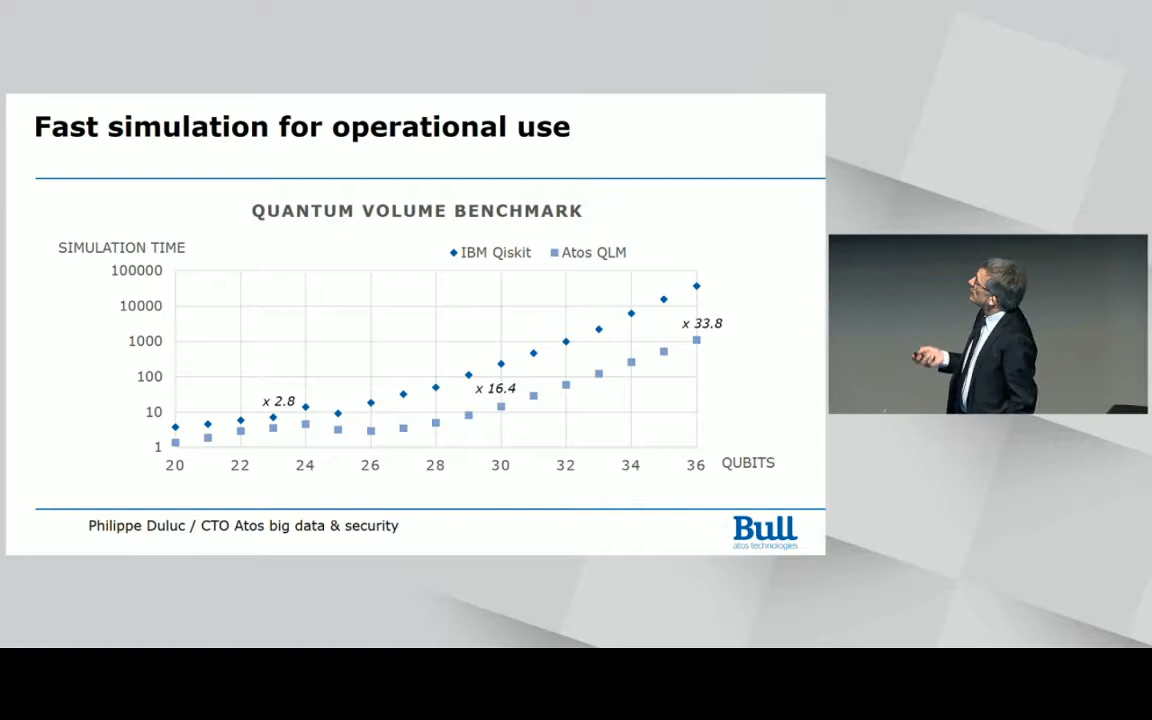 Fast simulation for operational use
QUANTUM VOLUME BENCHMARK
SIMULATION TIME
IBM Qiskit
Atos QLM
100000
10000
1000
100
10
1
x 2.8
x 16.4
x 33.8
20 22 24 26 28 30 32 34 36
QUBITS
Philippe Duluc / CTO Atos big data & security
Bull
atos technologies